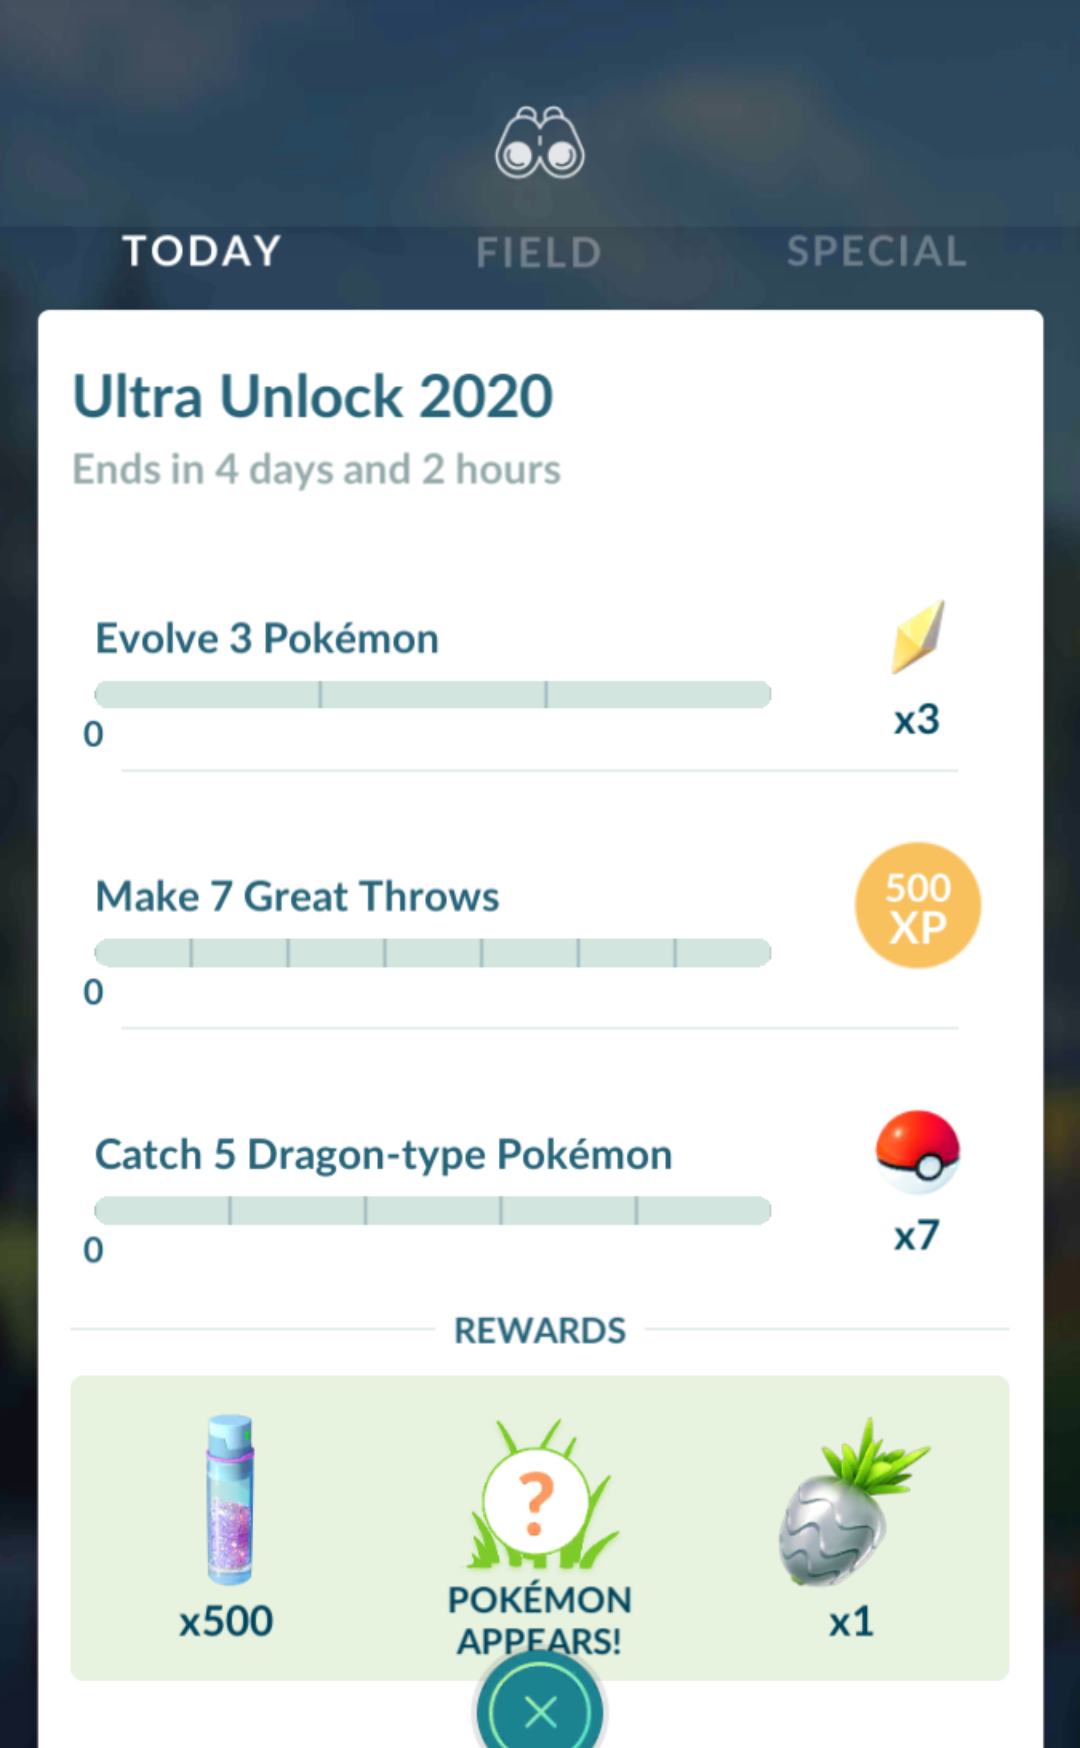 TODAY
FIELD
SPECIAL
Ultra Unlock 2020
Ends in 4 days and 2 hours
Evolve 3 Pokémon
x3
0
Make 7 Great Throws
500
XP
0
Catch 5 Dragon-type Pokémon
x7
0
REWARDS
x500
?
POKÉMON
APPEARS!
x1